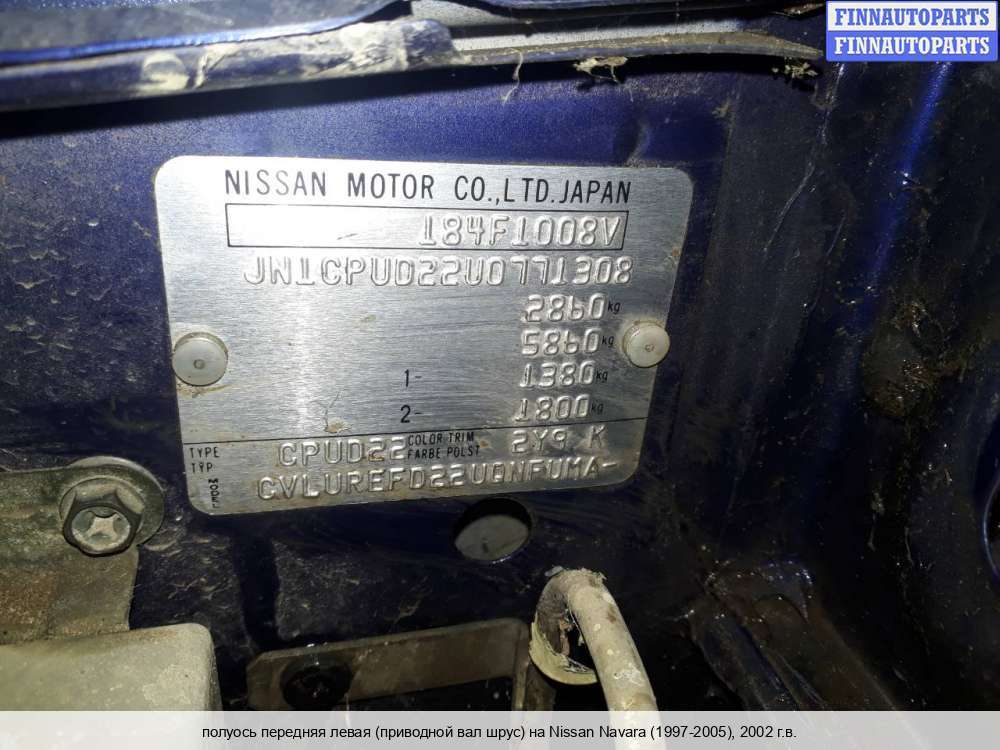 FINNAUTOPARTS
FINNAUTOPARTS
NISSAN MOTOR CO.,LTD.JAPAN
184F1008V
JN1CPUD22U0771308
2860 kg
5860 kg
1- 1380 kg
2- 1800 kg
TYPE TYP CPUD22 COLOR TRIM FARBE POLST 2Y9 K
MODEL GVLUREFD22UQNFUMA-
полуось передняя левая (приводной вал шрус) на Nissan Navara (1997-2005), 2002 г.в.